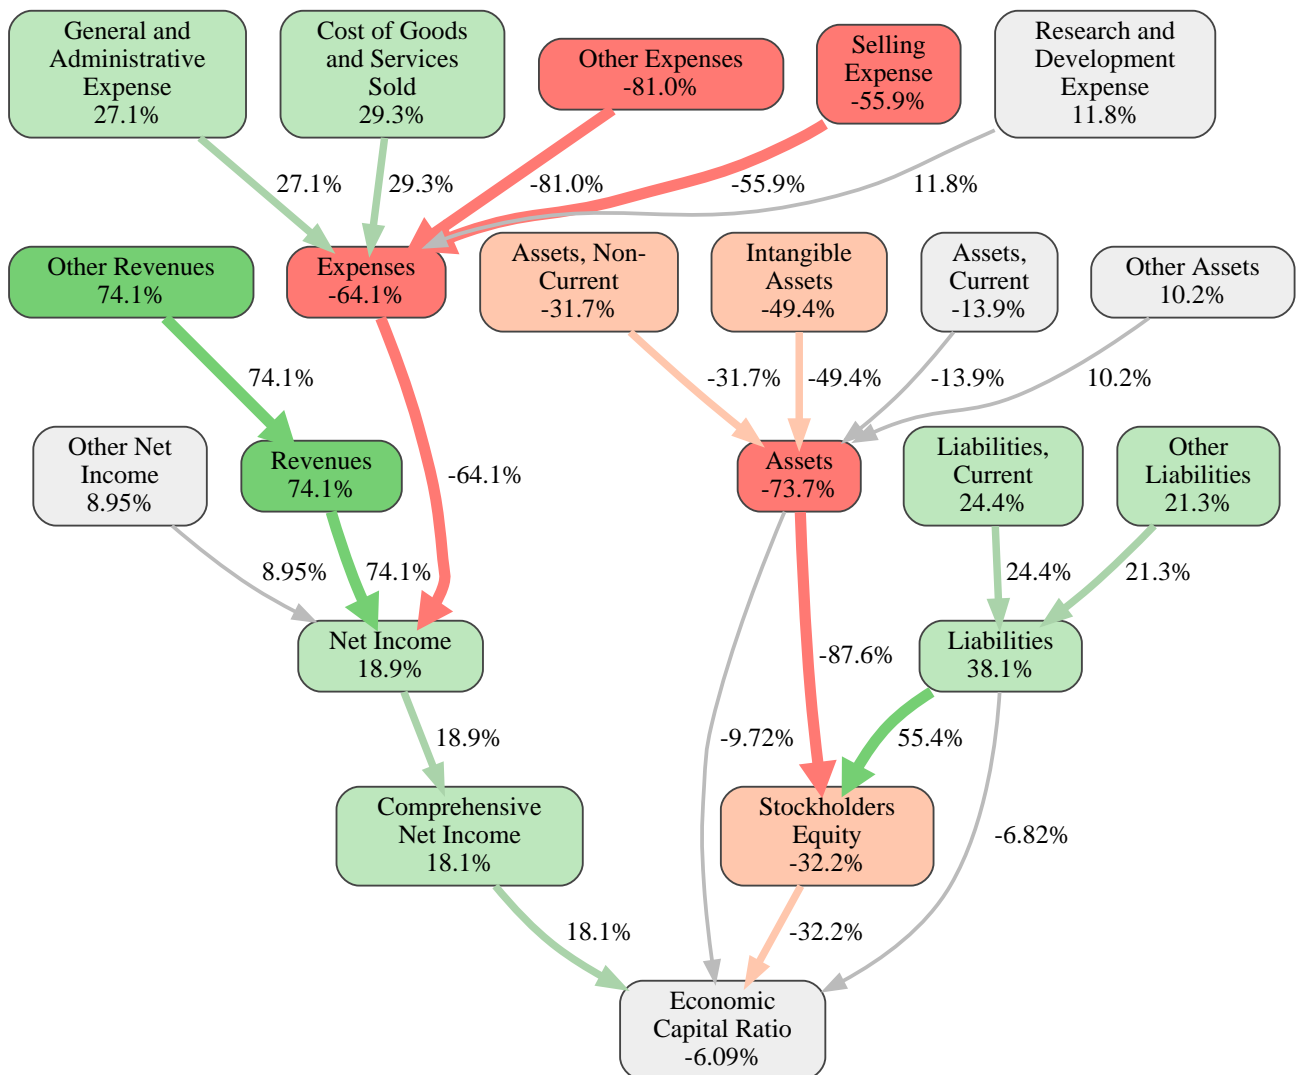 General and
Administrative
Expense
27.1%
Cost of Goods
and Services
Sold
29.3%
Other Expenses
-81.0%
Selling
Expense
-55.9%
Research and
Development
Expense
11.8%
27.1%
29.3%
-81.0%
-55.9%
11.8%
Other Revenues
74.1%
Expenses
-64.1%
Assets, Non-
Current
-31.7%
Intangible
Assets
-49.4%
Assets,
Current
-13.9%
Other Assets
10.2%
74.1%
-64.1%
-31.7%
-49.4%
-13.9%
10.2%
Other Net
Income
8.95%
Revenues
74.1%
Assets
-73.7%
Liabilities,
Current
24.4%
Other
Liabilities
21.3%
8.95%
74.1%
24.4%
21.3%
Net Income
18.9%
-87.6%
Liabilities
38.1%
18.9%
-9.72%
55.4%
-6.82%
Comprehensive
Net Income
18.1%
Stockholders
Equity
-32.2%
18.1%
-32.2%
Economic
Capital Ratio
-6.09%